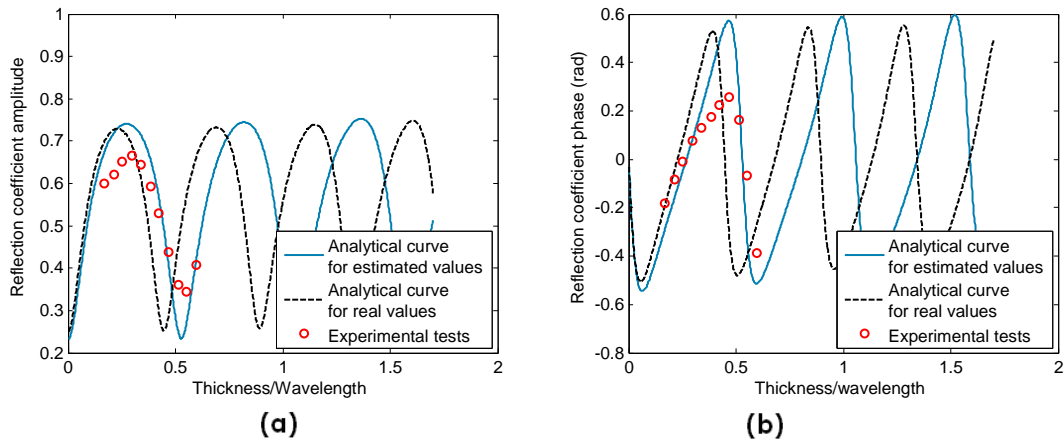 1
0.9
0.8
0.7
0.6
0.5
0.4
0.3
0.2
0
0.5
1
1.5
2
Reflection coefficient amplitude
Thickness/Wavelength
Analytical curve
for estimated values
Analytical curve
for real values
Experimental tests
(a)
0.6
0.4
0.2
0
-0.2
-0.4
-0.6
-0.8
0
0.5
1
1.5
2
Reflection coefficient phase (rad)
Thickness/wavelength
Analytical curve
for estimated values
Analytical curve
for real values
Experimental tests
(b)